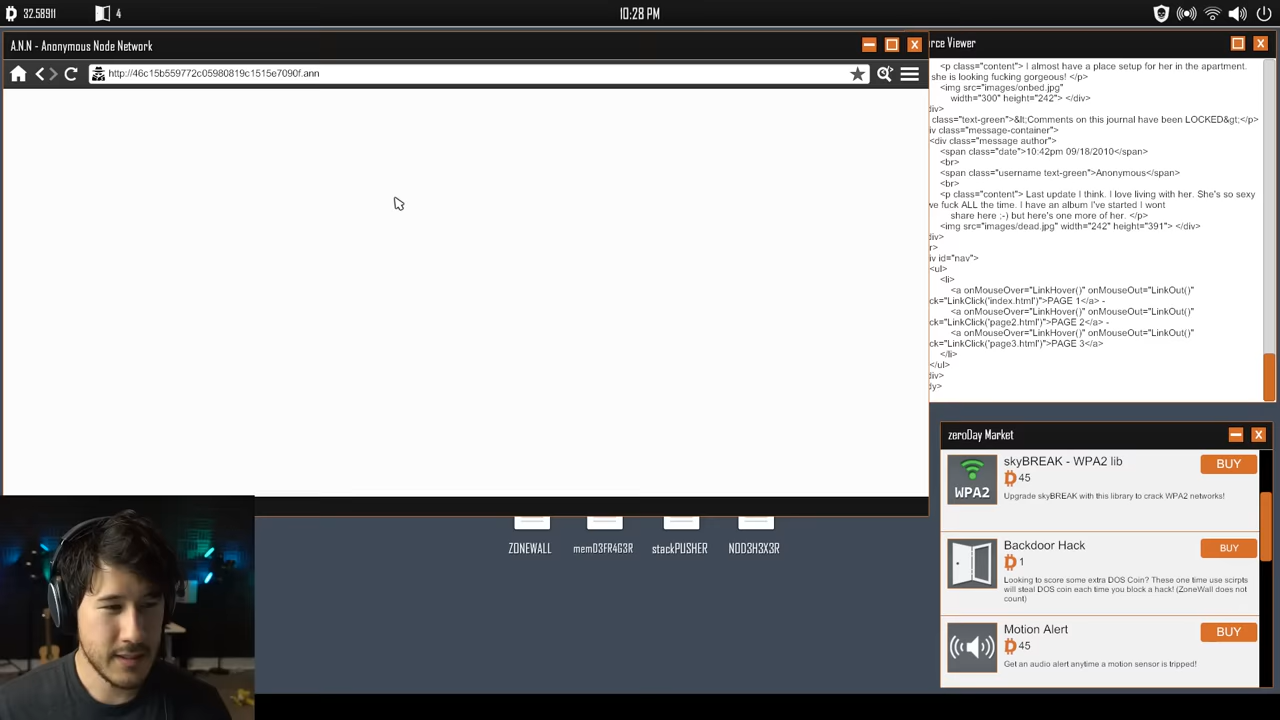 32.58911
4
10:28 PM
A.N.N - Anonymous Node Network
http://46c15b559772c05980819c1515e7090f.ann
rce Viewer
<p class="content"> I almost have a place setup for her in the apartment.
she is looking fucking gorgeous! </p>
<img src="images/onbed.jpg"
width="300" height="242"> </div>
div>
class="text-green">&lt;Comments on this journal have been LOCKED&gt;</p>
iv class="message-container">
<div class="message author">
<span class="date">10:42pm 09/18/2010</span>
<br>
<span class="username text-green">Anonymous</span>
<br>
<p class="content"> Last update I think. I love living with her. She's so sexy
ve fuck ALL the time. I have an album I've started I wont
share here ;-) but here's one more of her. </p>
<img src="images/dead.jpg" width="242" height="391"> </div>
div>
r>
iv id="nav">
<ul>
<li>
<a onMouseOver="LinkHover()" onMouseOut="LinkOut()"
ck="LinkClick('index.html')">PAGE 1</a> -
<a onMouseOver="LinkHover()" onMouseOut="LinkOut()"
ck="LinkClick('page2.html')">PAGE 2</a> -
<a onMouseOver="LinkHover()" onMouseOut="LinkOut()"
ck="LinkClick('page3.html')">PAGE 3</a>
</li>
</ul>
div>
dy>
zeroDay Market
skyBREAK - WPA2 lib
BUY
45
WPA2
Upgrade skyBREAK with this library to crack WPA2 networks!
Backdoor Hack
BUY
1
Looking to score some extra DOS Coin? These one time use scirpts
will steal DOS coin each time you block a hack! (ZoneWall does not
count)
Motion Alert
BUY
45
Get an audio alert anytime a motion sensor is tripped!
ZONEWALL
memD3FR4G3R
stackPUSHER
N0D3H3X3R